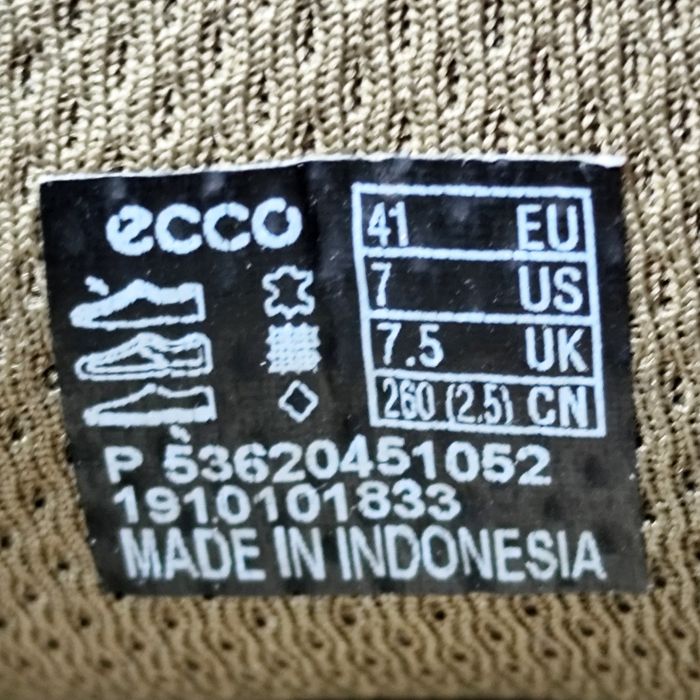 ecco
41 EU
7 US
7.5 UK
260 (2,5) CN
P 53620451052
1910101833
MADE IN INDONESIA